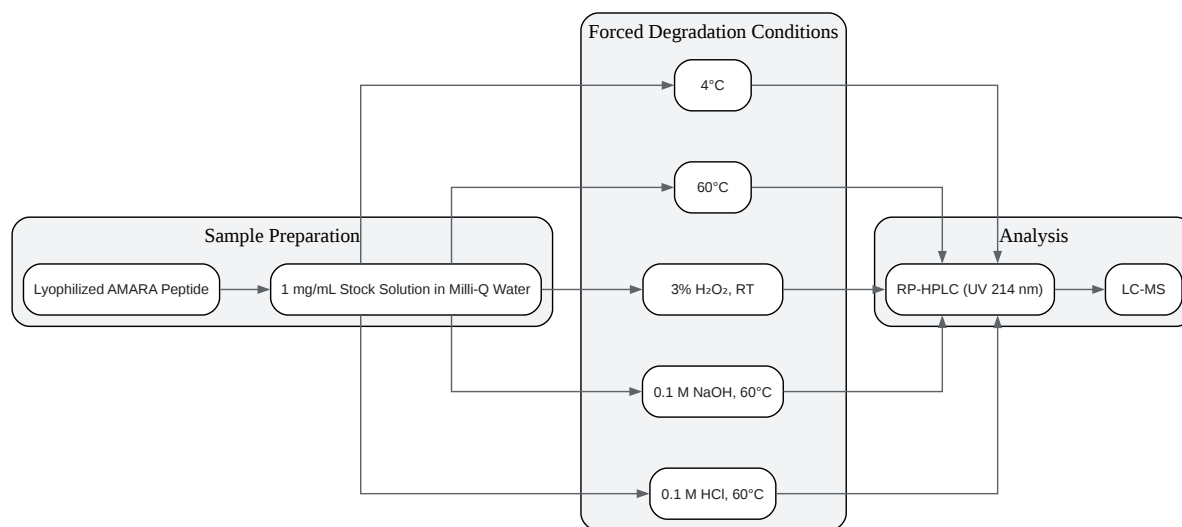 Forced Degradation Conditions
4°C
60°C
Sample Preparation
Analysis
Lyophilized AMARA Peptide
1 mg/mL Stock Solution in Milli-Q Water
3% H₂O₂, RT
RP-HPLC (UV 214 nm)
LC-MS
0.1 M NaOH, 60°C
0.1 M HCl, 60°C